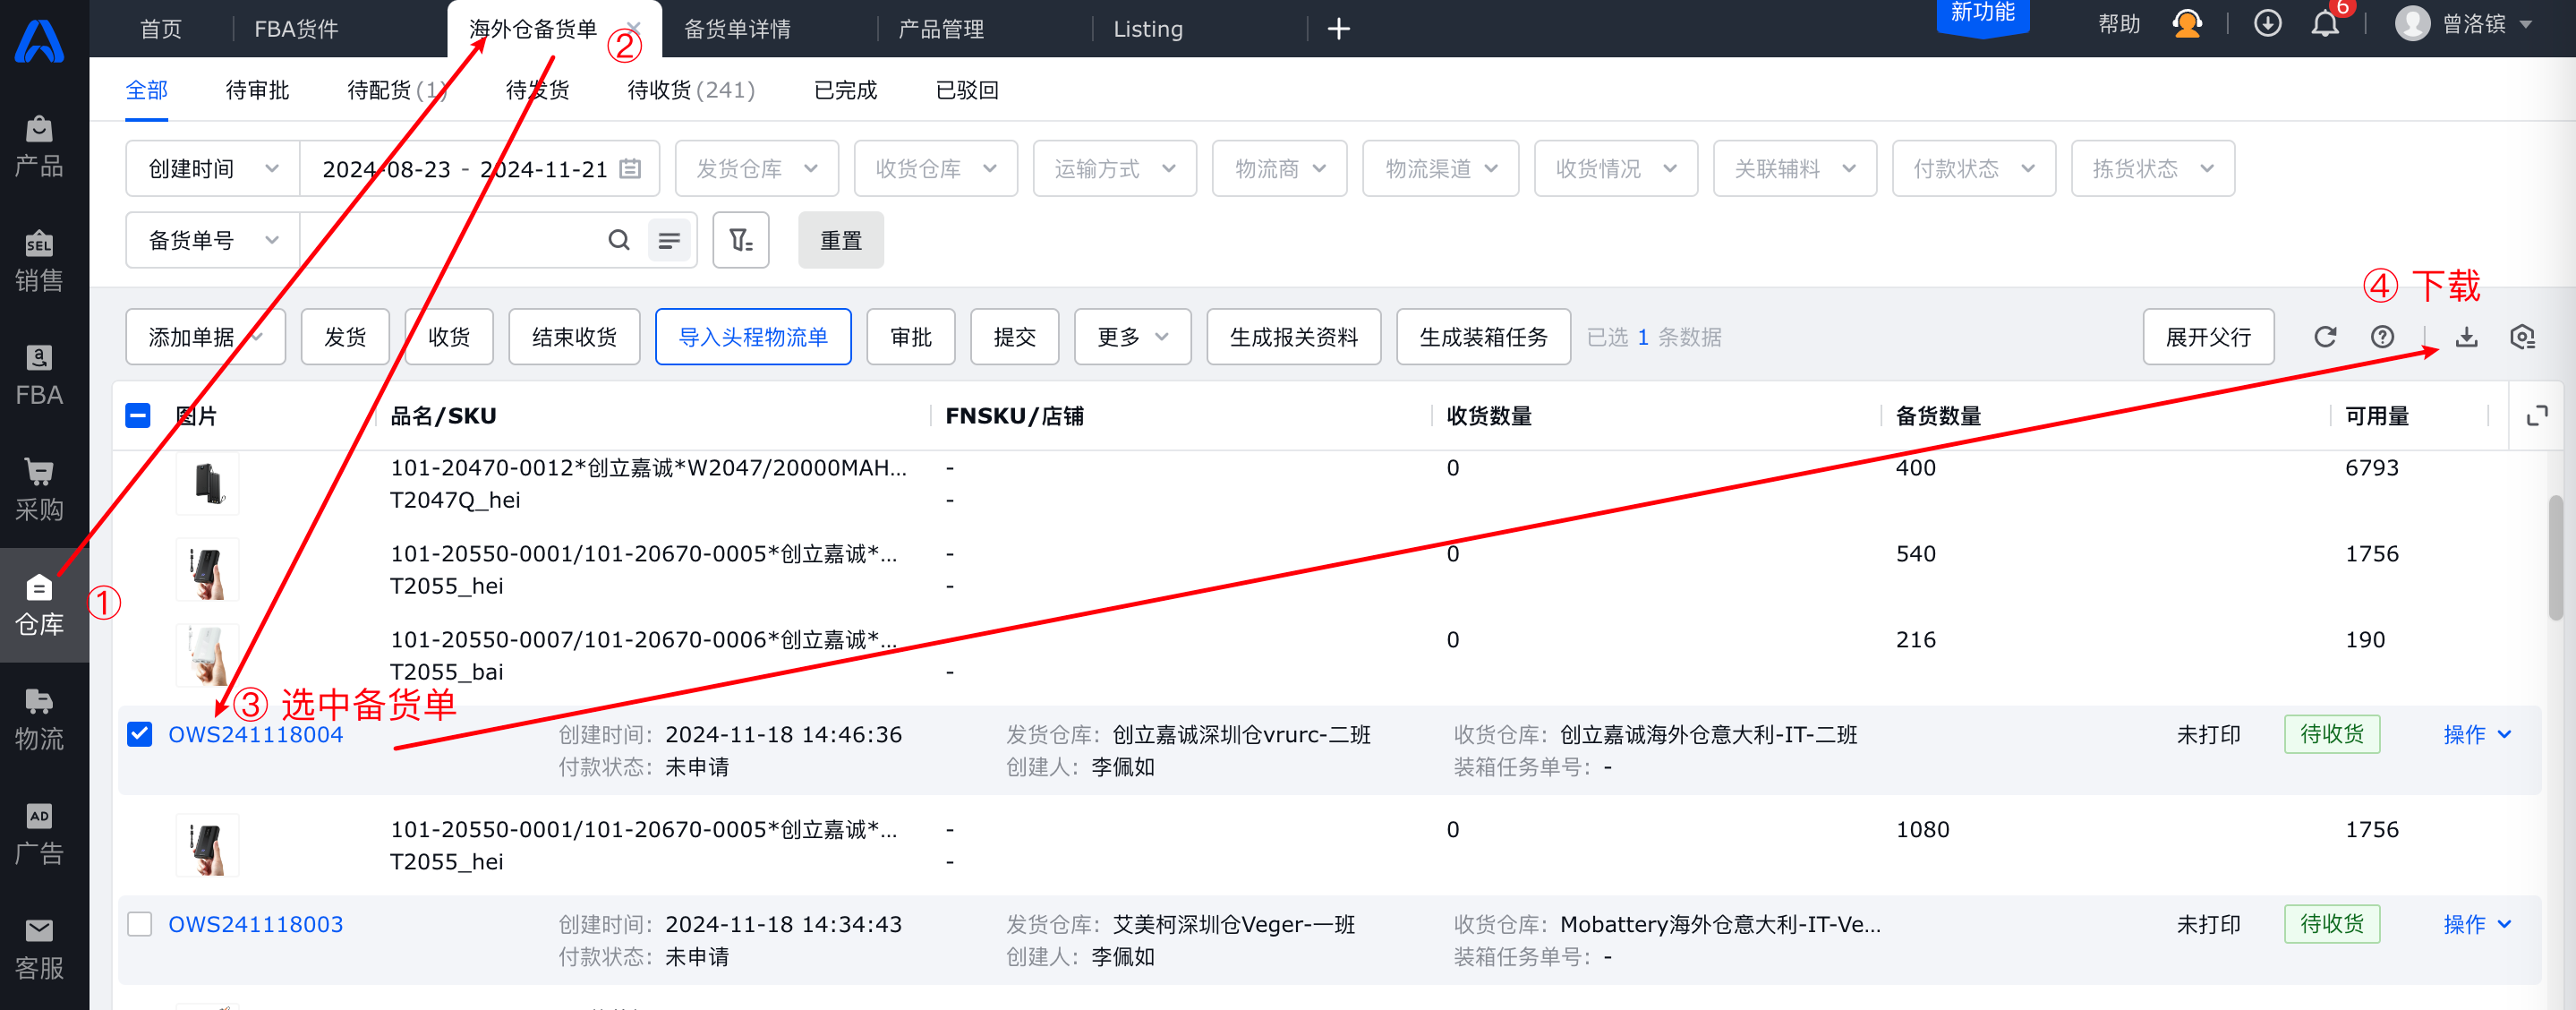 首页
FBA货件
海外仓备货单
②
备货单详情
产品管理
Listing
新功能
帮助
6
曾洛镔
产品
SEL
销售
FBA
采购
仓库
①
物流
AD
广告
客服
全部
待审批
待配货(1)
待发货
待收货(241)
已完成
已驳回
创建时间
2024-08-23 - 2024-11-21
发货仓库
收货仓库
运输方式
物流商
物流渠道
收货情况
关联辅料
付款状态
拣货状态
备货单号
重置
④ 下载
添加单据
发货
收货
结束收货
导入头程物流单
审批
提交
更多
生成报关资料
生成装箱任务
已选 1 条数据
展开父行
图片
品名/SKU
FNSKU/店铺
收货数量
备货数量
可用量
101-20470-0012*创立嘉诚*W2047/20000MAH... - 0 400 6793
T2047Q_hei -
101-20550-0001/101-20670-0005*创立嘉诚*... - 0 540 1756
T2055_hei -
101-20550-0007/101-20670-0006*创立嘉诚*... 0 216 190
T2055_bai -
③ 选中备货单
OWS241118004 创建时间: 2024-11-18 14:46:36 发货仓库: 创立嘉诚深圳仓vrurc-二班 收货仓库: 创立嘉诚海外仓意大利-IT-二班 未打印 待收货 操作
付款状态: 未申请 创建人: 李佩如 装箱任务单号: -
101-20550-0001/101-20670-0005*创立嘉诚*... - 0 1080 1756
T2055_hei -
OWS241118003 创建时间: 2024-11-18 14:34:43 发货仓库: 艾美柯深圳仓Veger-一班 收货仓库: Mobattery海外仓意大利-IT-Ve... 未打印 待收货 操作
付款状态: 未申请 创建人: 李佩如 装箱任务单号: -